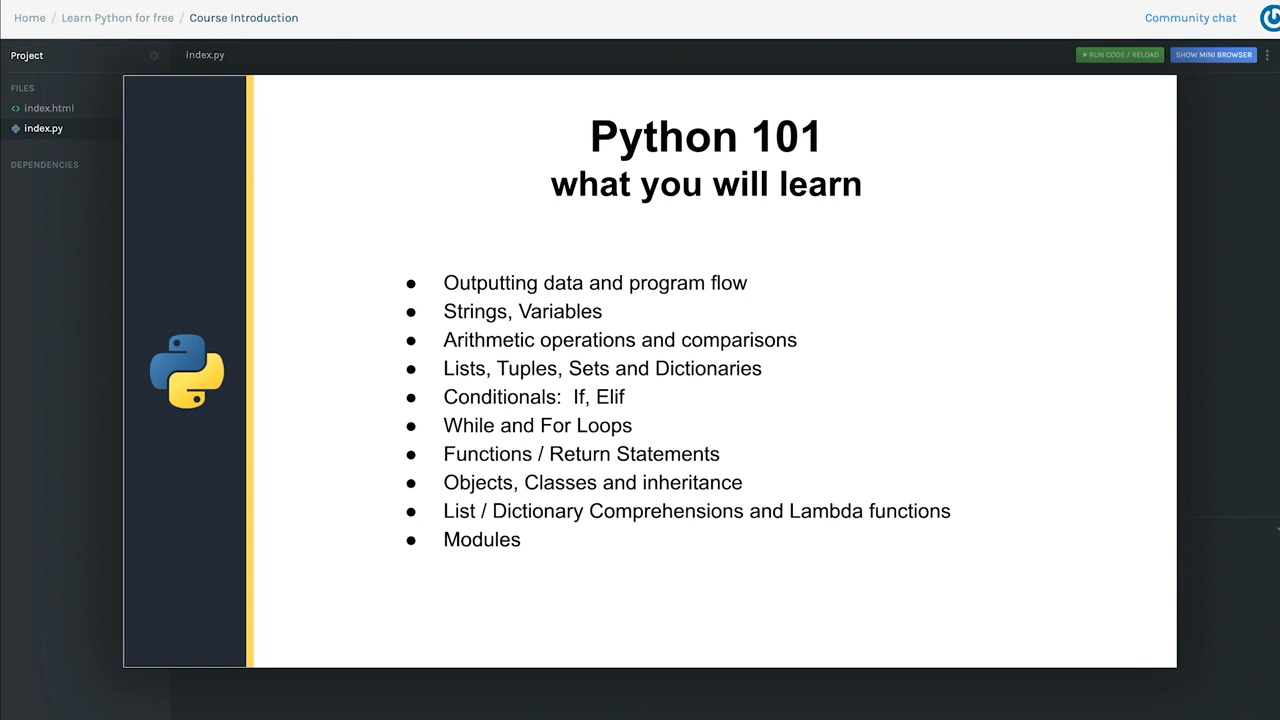 Home / Learn Python for free / Course Introduction
Community chat
Project
index.py
RUN CODE / RELOAD
SHOW MINI BROWSER
FILES
index.html
index.py
DEPENDENCIES
Python 101
what you will learn
● Outputting data and program flow
● Strings, Variables
● Arithmetic operations and comparisons
● Lists, Tuples, Sets and Dictionaries
● Conditionals:  If, Elif
● While and For Loops
● Functions / Return Statements
● Objects, Classes and inheritance
● List / Dictionary Comprehensions and Lambda functions
● Modules